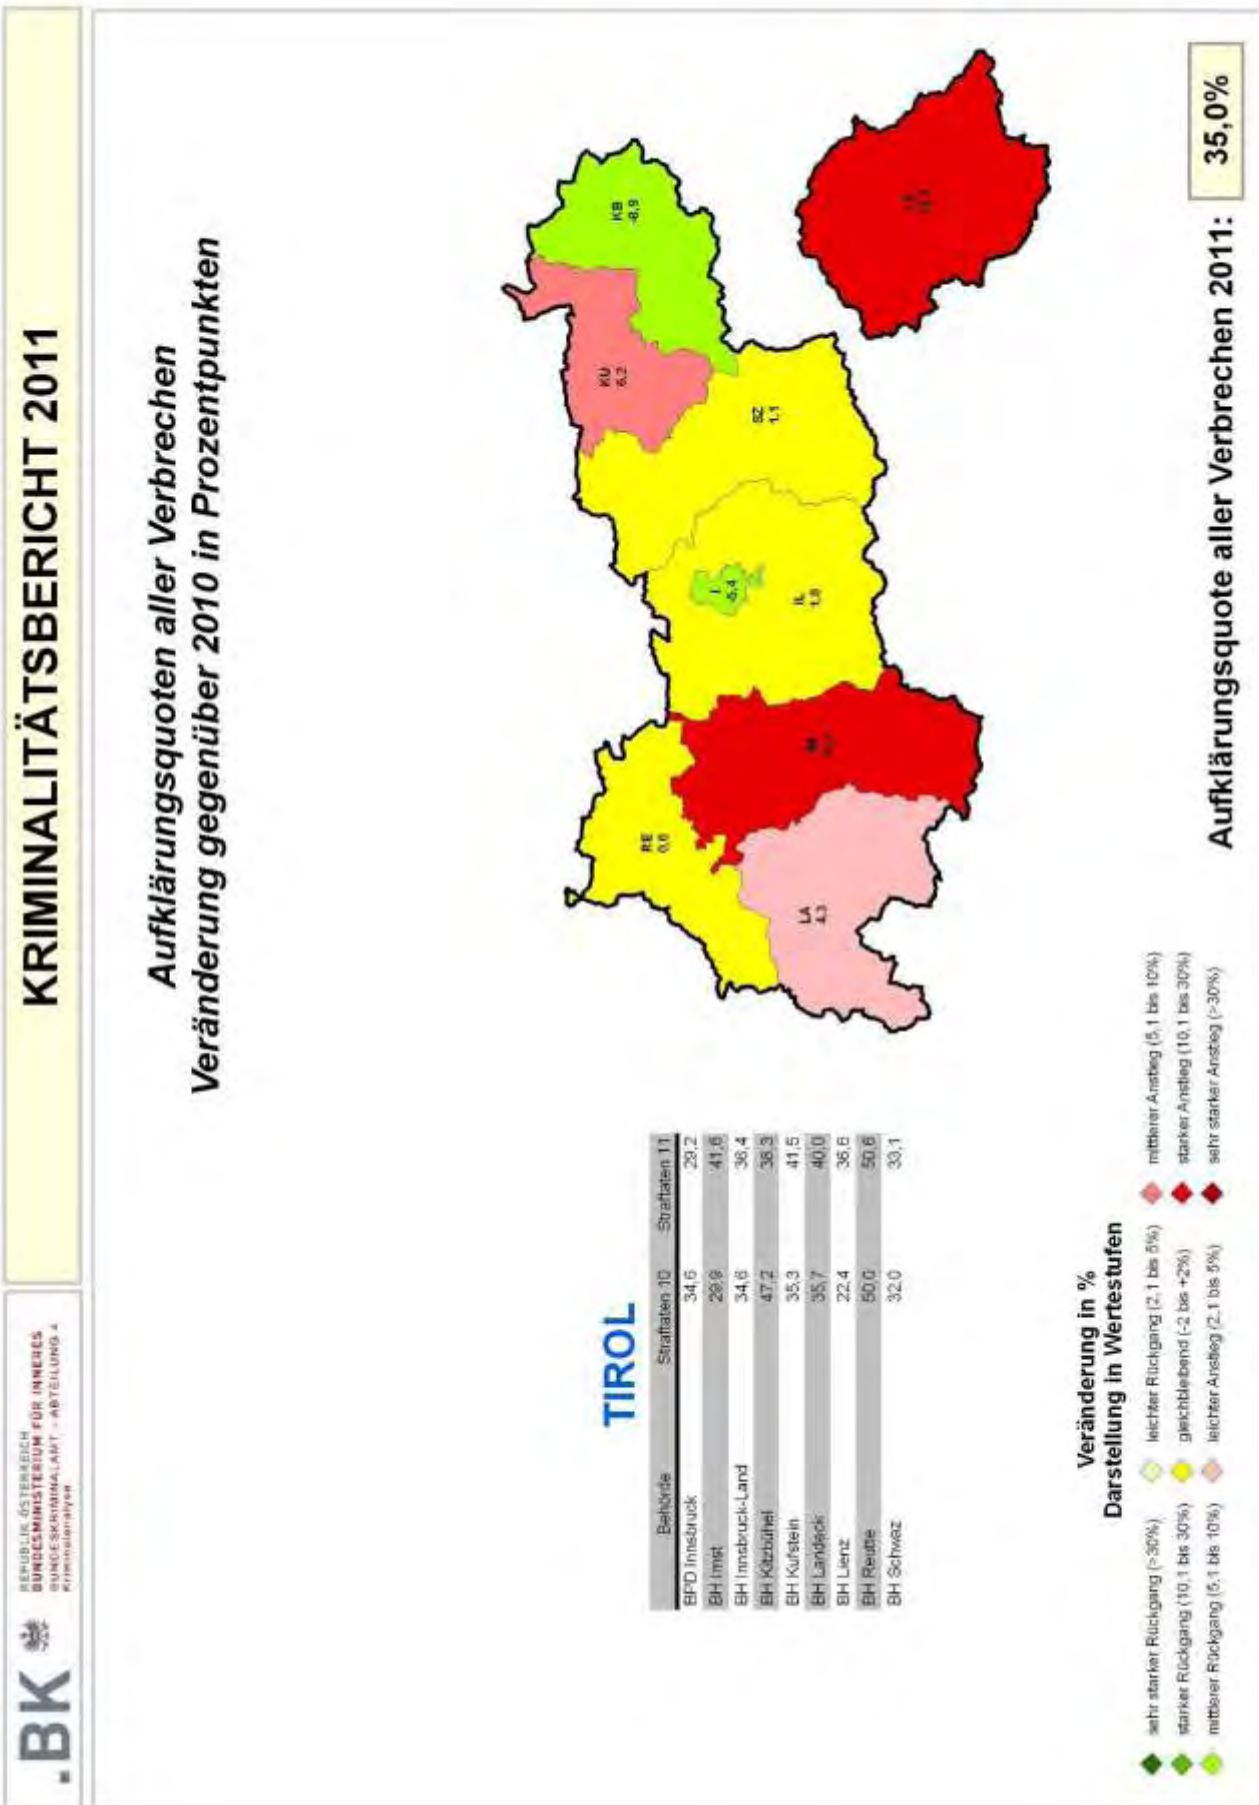 .BK
REPUBLIK ÖSTERREICH
BUNDESMINISTERIUM FÜR INNERES
BUNDESKRIMINALAMT - ABTEILUNG 4
Kriminalanalyse
KRIMINALITÄTSBERICHT 2011
Aufklärungsquoten aller Verbrechen
Veränderung gegenüber 2010 in Prozentpunkten
TIROL
Behörde Straftaten 10 Straftaten 11
BPD Innsbruck 34,6 29,2
BH Imst 29,9 41,6
BH Innsbruck-Land 34,6 36,4
BH Kitzbühel 47,2 38,3
BH Kufstein 35,3 41,5
BH Landeck 35,7 40,0
BH Lienz 22,4 36,6
BH Reutte 50,0 50,6
BH Schwaz 32,0 33,1
KU
6,2
KB
-8,9
RE
0,6
I
-5,4
SZ
1,1
IL
1,8
LA
4,3
Veränderung in %
Darstellung in Wertestufen
sehr starker Rückgang (>30%)
starker Rückgang (10,1 bis 30%)
mittlerer Rückgang (5,1 bis 10%)
leichter Rückgang (2,1 bis 5%)
gleichbleibend (-2 bis +2%)
leichter Anstieg (2,1 bis 5%)
mittlerer Anstieg (5,1 bis 10%)
starker Anstieg (10,1 bis 30%)
sehr starker Anstieg (>30%)
Aufklärungsquote aller Verbrechen 2011: 35,0%